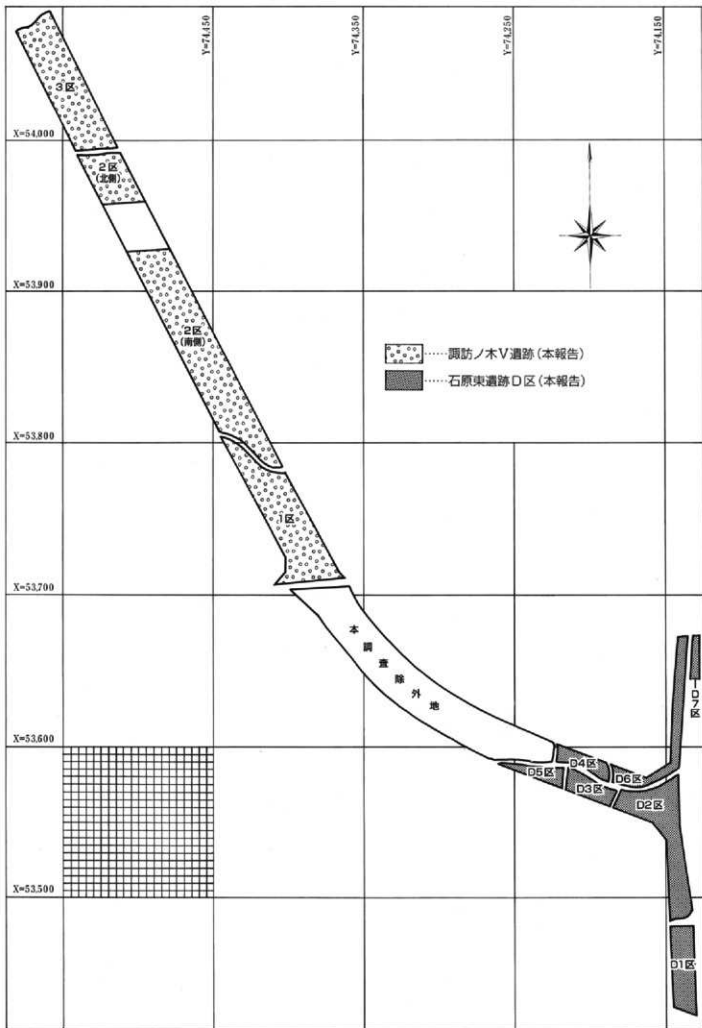 Y=74,450
Y=74,350
Y=74,250
Y=74,150
3区
X=54,000
2区
(北側)
X=53,900
2区
(南側)
……諏訪ノ木Ⅴ遺跡(本報告)
……石原東遺跡D区(本報告)
X=53,800
1区
X=53,700
本調査除外地
D7区
X=53,600
D4区
D5区
D6区
D3区
D2区
X=53,500
D1区